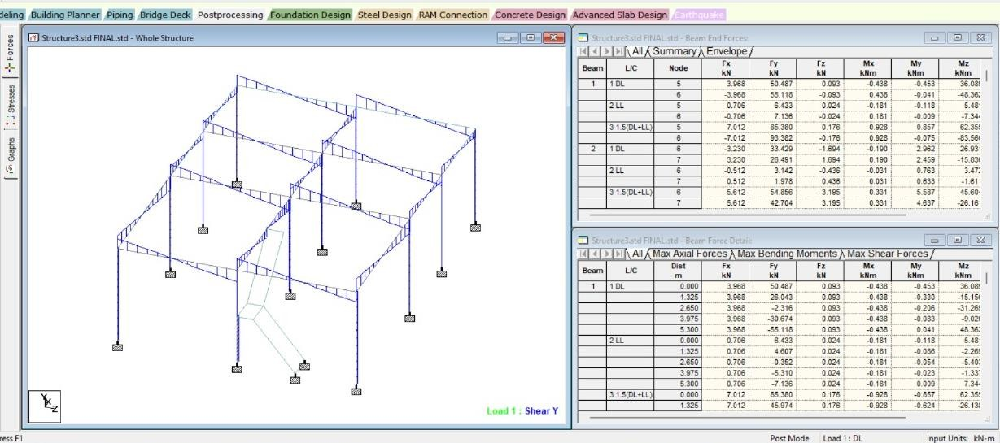 deling Building Planner Piping Bridge Deck Postprocessing Foundation Design Steel Design RAM Connection Concrete Design Advanced Slab Design Earthquake
Forces
Stresses
Graphs
Structure3.std FINAL.std - Whole Structure
Load 1 : Shear Y
Structure3.std FINAL.std - Beam End Forces:
All Summary Envelope
Beam L/C Node Fx kN Fy kN Fz kN Mx kNm My kNm Mz kNm
1 1 DL 5 3.968 50.487 0.093 -0.438 -0.453 36.089
6 -3.968 55.118 -0.093 0.438 -0.041 -48.362
2 LL 5 0.706 6.433 0.024 -0.181 -0.118 5.48
6 -0.706 7.136 -0.024 0.181 -0.009 -7.344
3 1.5(DL+LL) 5 7.012 85.380 0.176 -0.928 -0.857 62.355
6 -7.012 93.382 -0.176 0.928 -0.075 -83.560
2 1 DL 6 -3.230 33.429 -1.694 -0.190 2.962 26.93
7 3.230 26.491 1.694 0.190 2.459 -15.830
2 LL 6 -0.512 3.142 -0.436 -0.031 0.763 3.472
7 0.512 1.978 0.436 0.031 0.633 -1.61
3 1.5(DL+LL) 6 -5.612 54.856 -3.195 -0.331 5.587 45.604
7 5.612 42.704 3.195 0.331 4.637 -26.16
Structure3.std FINAL.std - Beam Force Detail:
All Max Axial Forces Max Bending Moments Max Shear Forces
Beam L/C Dist m Fx kN Fy kN Fz kN Mx kNm My kNm Mz kNm
1 1 DL 0.000 3.968 50.487 0.093 -0.438 -0.453 36.089
1.325 3.968 26.043 0.093 -0.438 -0.330 -15.156
2.650 3.968 -2.316 0.093 -0.438 -0.206 -31.269
3.975 3.968 -30.674 0.093 -0.438 -0.083 -9.020
5.300 3.968 -55.118 0.093 -0.438 0.041 48.362
2 LL 0.000 0.706 6.433 0.024 -0.181 -0.118 5.48
1.325 0.706 4.607 0.024 -0.181 -0.086 -2.269
2.650 0.706 -0.352 0.024 -0.181 -0.054 -5.403
3.975 0.706 -5.310 0.024 -0.181 -0.023 -1.337
5.300 0.706 -7.136 0.024 -0.181 0.009 7.344
3 1.5(DL+LL) 0.000 7.012 85.380 0.176 -0.928 -0.857 62.355
1.325 7.012 45.974 0.176 -0.928 -0.624 -26.138
ress F1
Post Mode Load 1 : DL Input Units: kN-m